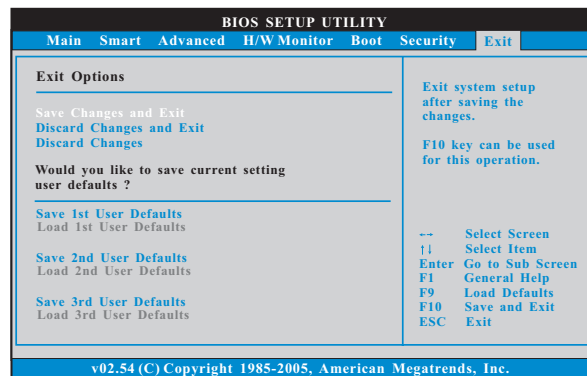 BIOS SETUP UTILITY
Main Smart Advanced H/W Monitor Boot Security Exit
Exit Options
Save Changes and Exit
Discard Changes and Exit
Discard Changes
Would you like to save current setting
user defaults ?
Save 1st User Defaults
Load 1st User Defaults
Save 2nd User Defaults
Load 2nd User Defaults
Save 3rd User Defaults
Load 3rd User Defaults
Exit system setup
after saving the
changes.
F10 key can be used
for this operation.
←→ Select Screen
↑↓ Select Item
Enter Go to Sub Screen
F1 General Help
F9 Load Defaults
F10 Save and Exit
ESC Exit
v02.54 (C) Copyright 1985-2005, American Megatrends, Inc.